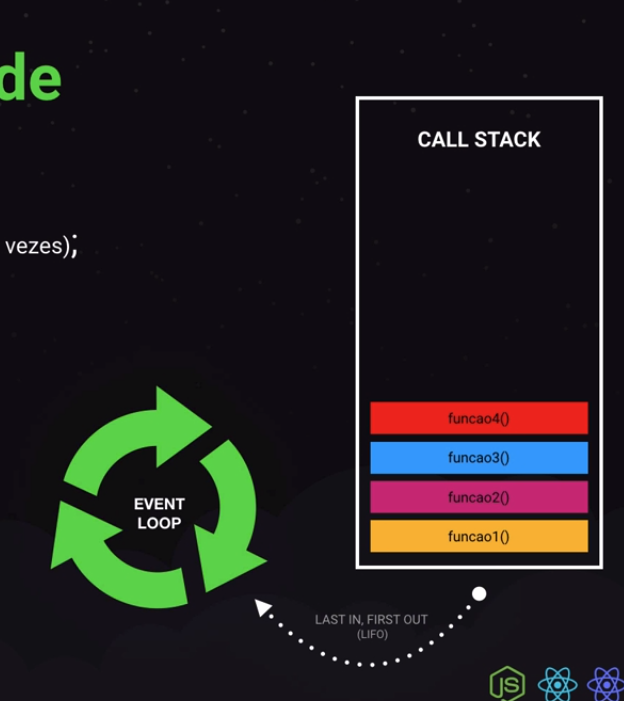 de
vezes);
CALL STACK
funcao4()
funcao3()
funcao2()
funcao1()
EVENT
LOOP
LAST IN, FIRST OUT
(LIFO)
JS